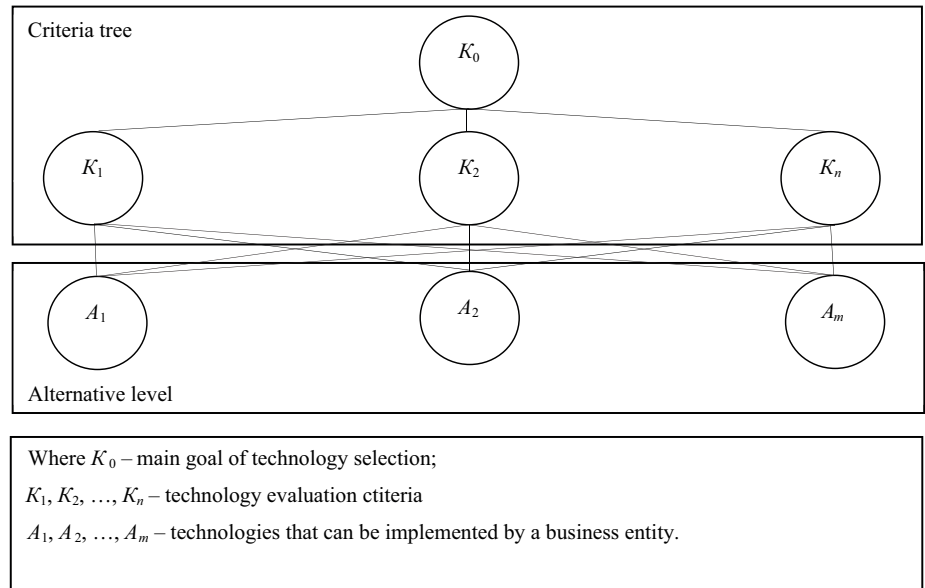 Criteria tree
K₀
K₁ K₂ Kₙ
A₁ A₂ Aₘ
Alternative level
Where K₀ – main goal of technology selection;
K₁, K₂, …, Kₙ – technology evaluation ctiteria
A₁, A₂, …, Aₘ – technologies that can be implemented by a business entity.